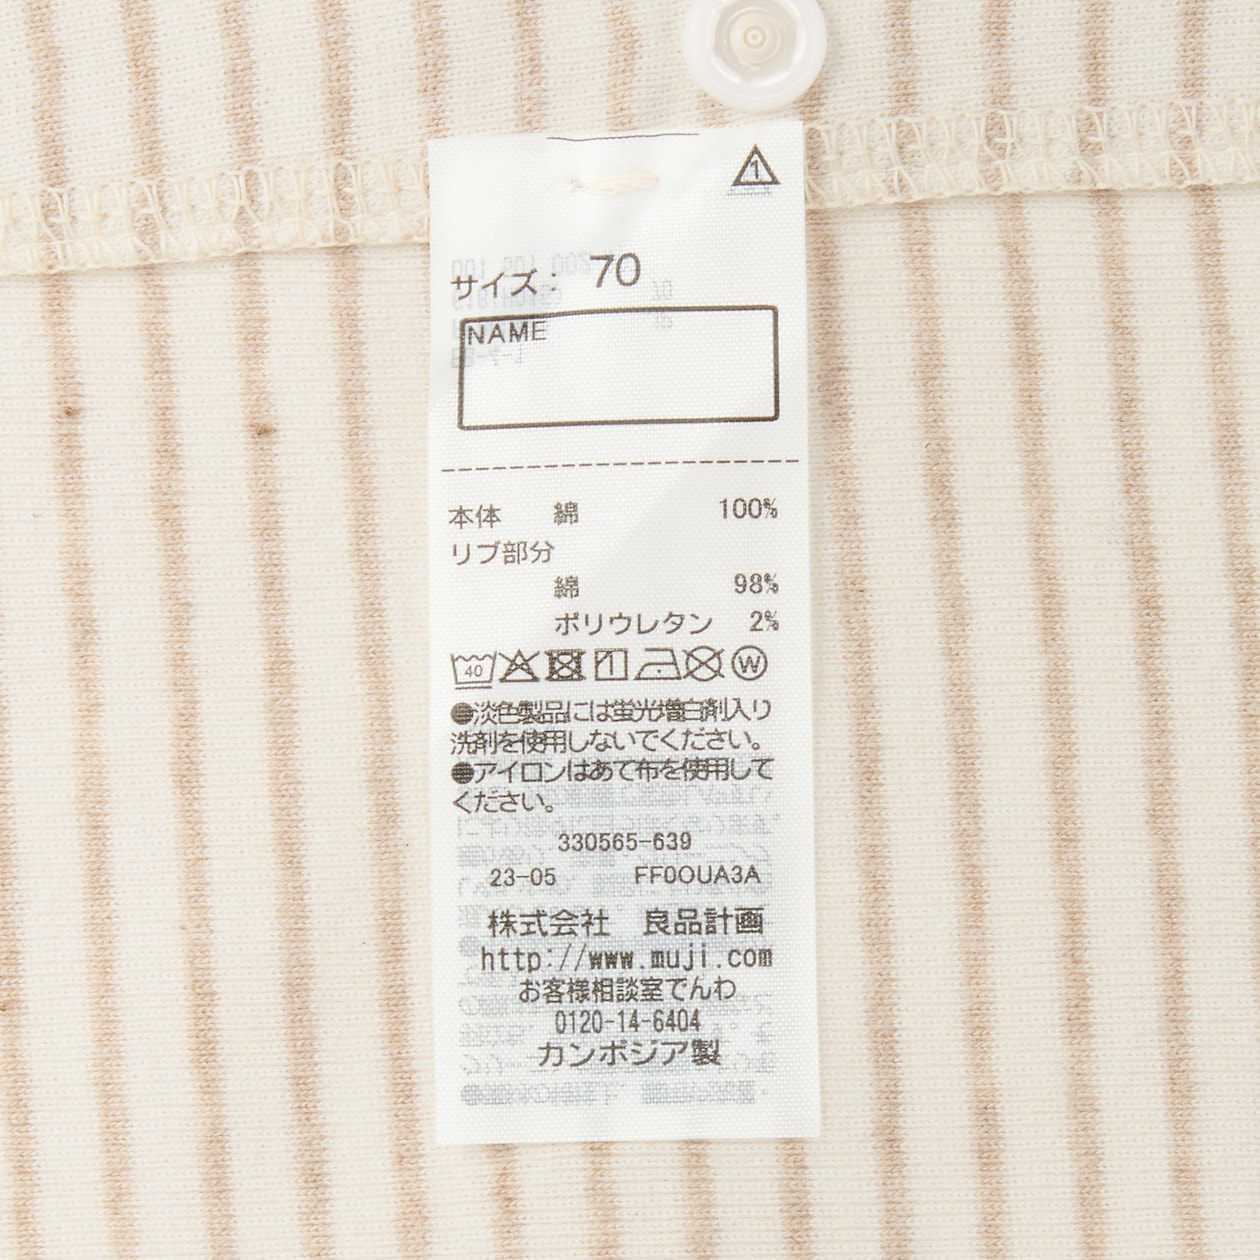 1
サイズ： 70
NAME
本体 綿 100%
リブ部分
綿 98%
ポリウレタン 2%
40 W
●淡色製品には蛍光増白剤入り
洗剤を使用しないでください。
●アイロンはあて布を使用して
ください。
330565-639
23-05 FF0OUA3A
株式会社 良品計画
http://www.muji.com
お客様相談室でんわ
0120-14-6404
カンボジア製